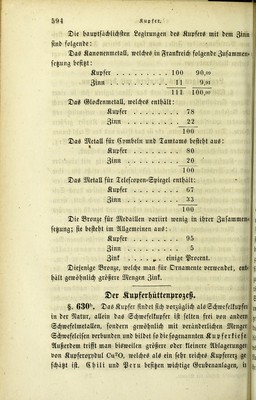 594 Kupfer.
Die hauptsächlichsten Legirungen des Kupfers mit dem Zinn
sind folgende:
Das Kanonenmetall, welches in Frankreich folgende Zusammen-
setzung besitzt:
Kupfer . . . . . . . . . 100 90,09
Zinn . . . . . . . . . . 11 9,91
111 100,00
Das Glockenmetall, welches enthält:
Kupfer . . . . . . . . 78
Zinn . . . . . . . . . 22
100
Das Metall für Cymbeln und Tamtams besteht aus:
Kupfer . . . . . . . . 80
Zinn . . . . . . . . . 20
100
Das Metall für Telescopen-Spiegel enthält:
Kupfer . . . . . . . . 67
Zinn . . . . . . . . . 33
100
Die Bronze für Medaillen variirt wenig in ihrer Zusammen-
setzung; sie besteht im Allgemeinen aus:
Kupfer . . . . . . . . 95
Zinn . . . . . . . . . 5
Zink . . . . . einige Procent.
Diejenige Bronze, welche man für Ornamente verwendet, ent-
hält gewöhnlich größere Mengen Zink.
Der Kupferhüttenprozeß.
§. 630. Das Kupfer findet sich vorzüglich als Schwefelkupfer
in der Natur, allein das Schwefelkupfer ist selten frei von andern
Schwefelmetallen, sondern gewöhnlich mit veränderlichen Mengen
Schwefeleisen verbunden und bildet so die sogenannten Kupferkiese.
Außerdem trifft man bisweilen größere oder kleinere Ablagerungen
von Kupferoxydul Cu²O, welches als ein sehr reiches Kupfererz ge-
schätzt ist. Chili und Peru besitzen wichtige Grubenanlagen, in